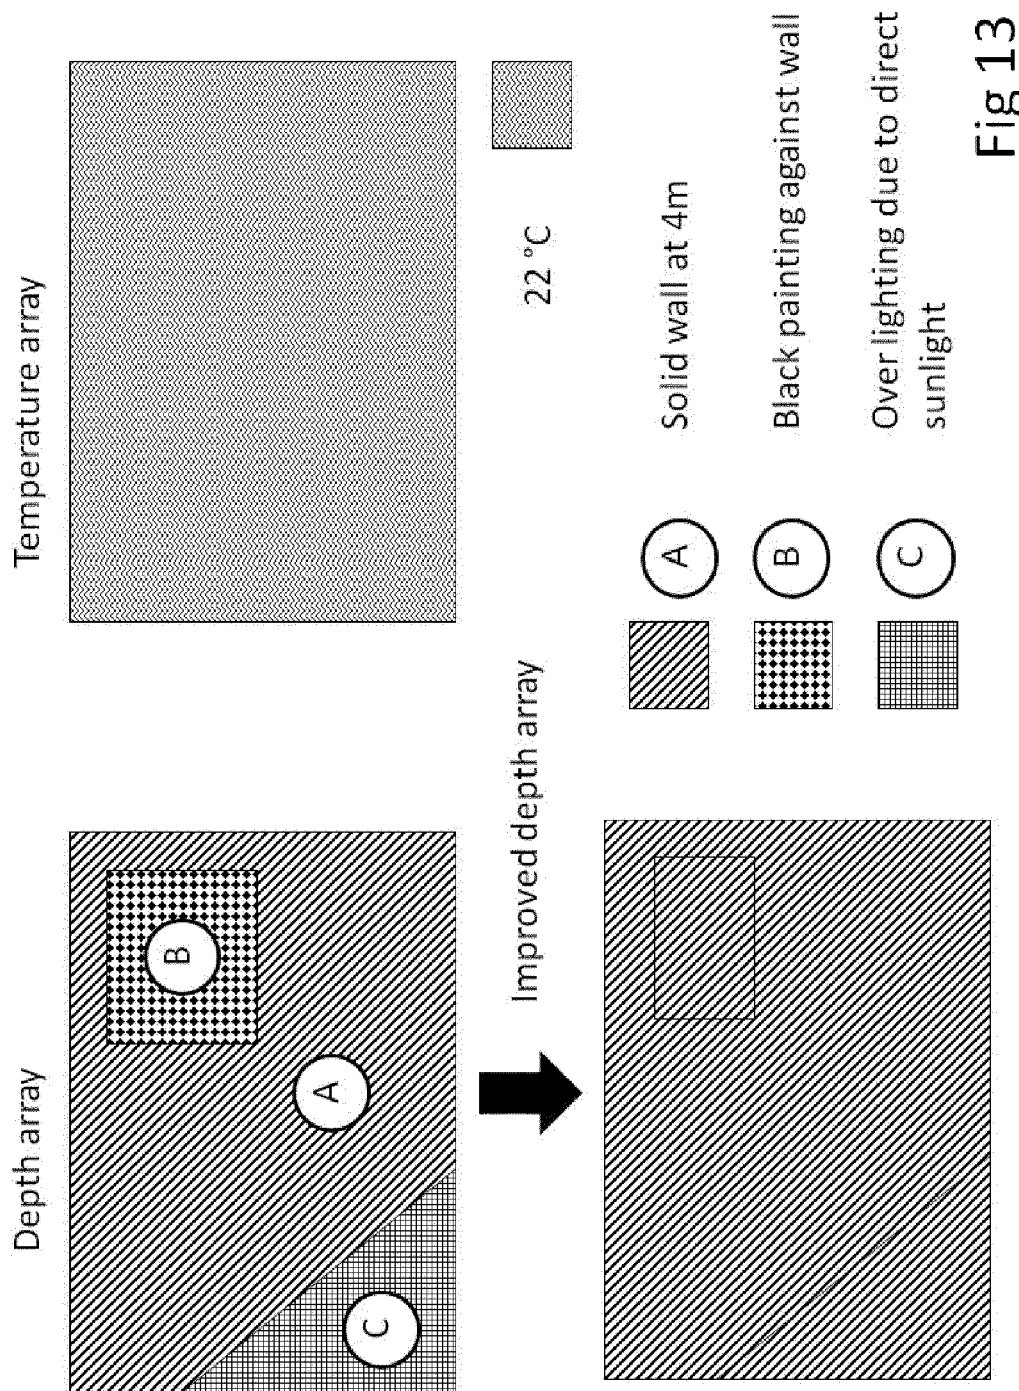 Depth array
Temperature array
B
A
C
22 °C
Improved depth array
A
Solid wall at 4m
B
Black painting against wall
C
Over lighting due to direct
sunlight
Fig 13